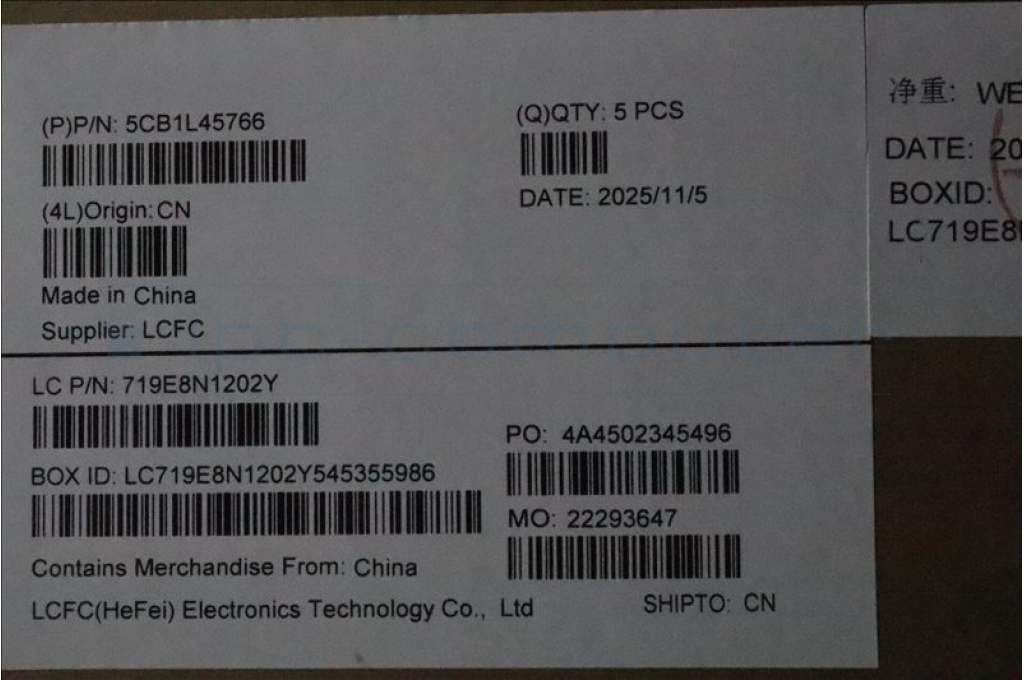 (P)P/N: 5CB1L45766
(Q)QTY: 5 PCS
DATE: 2025/11/5
(4L)Origin:CN
Made in China
Supplier: LCFC
LC P/N: 719E8N1202Y
BOX ID: LC719E8N1202Y545355986
PO: 4A4502345496
MO: 22293647
Contains Merchandise From: China
LCFC(HeFei) Electronics Technology Co., Ltd
SHIPTO: CN
净重: WE
DATE: 20
BOXID:
LC719E8